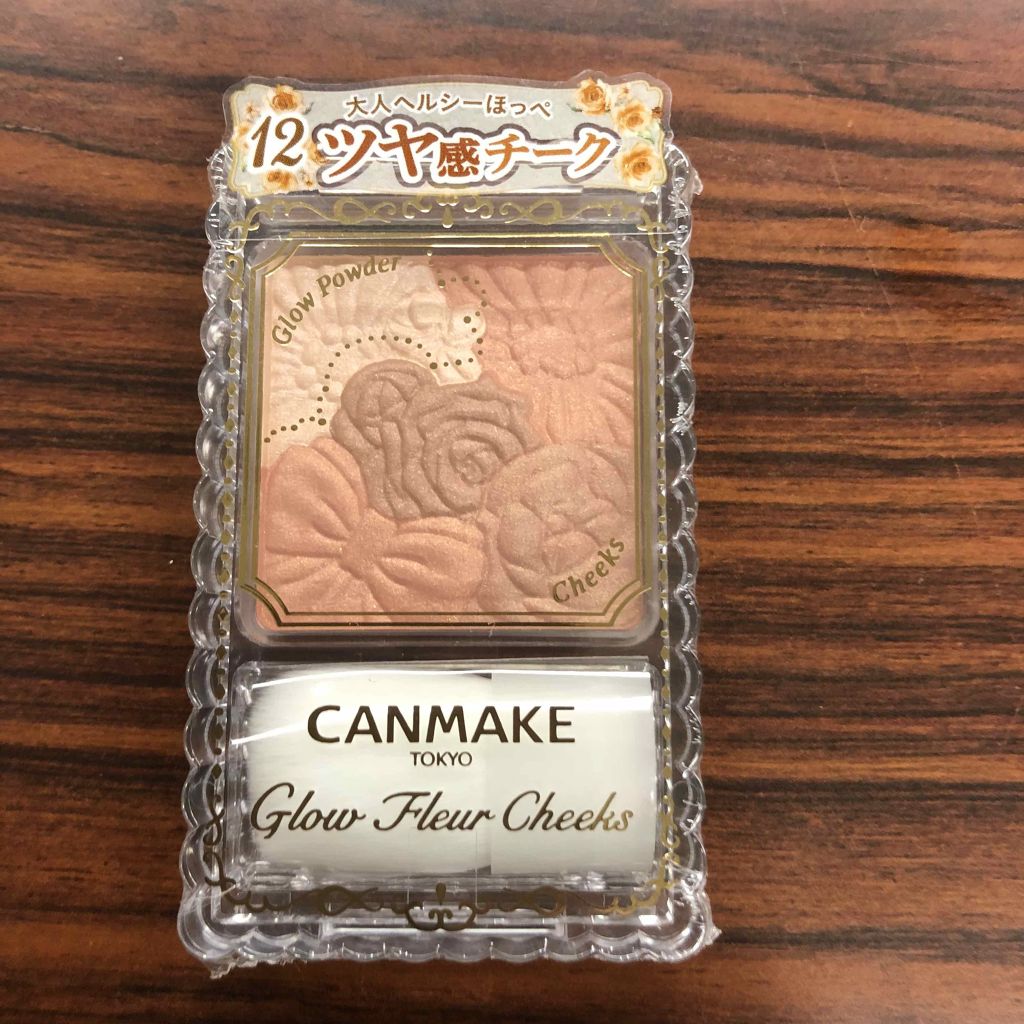 大人ヘルシーほっぺ
12 ツヤ感チーク
Glow Powder
Cheeks
CANMAKE
TOKYO
Glow Fleur Cheeks